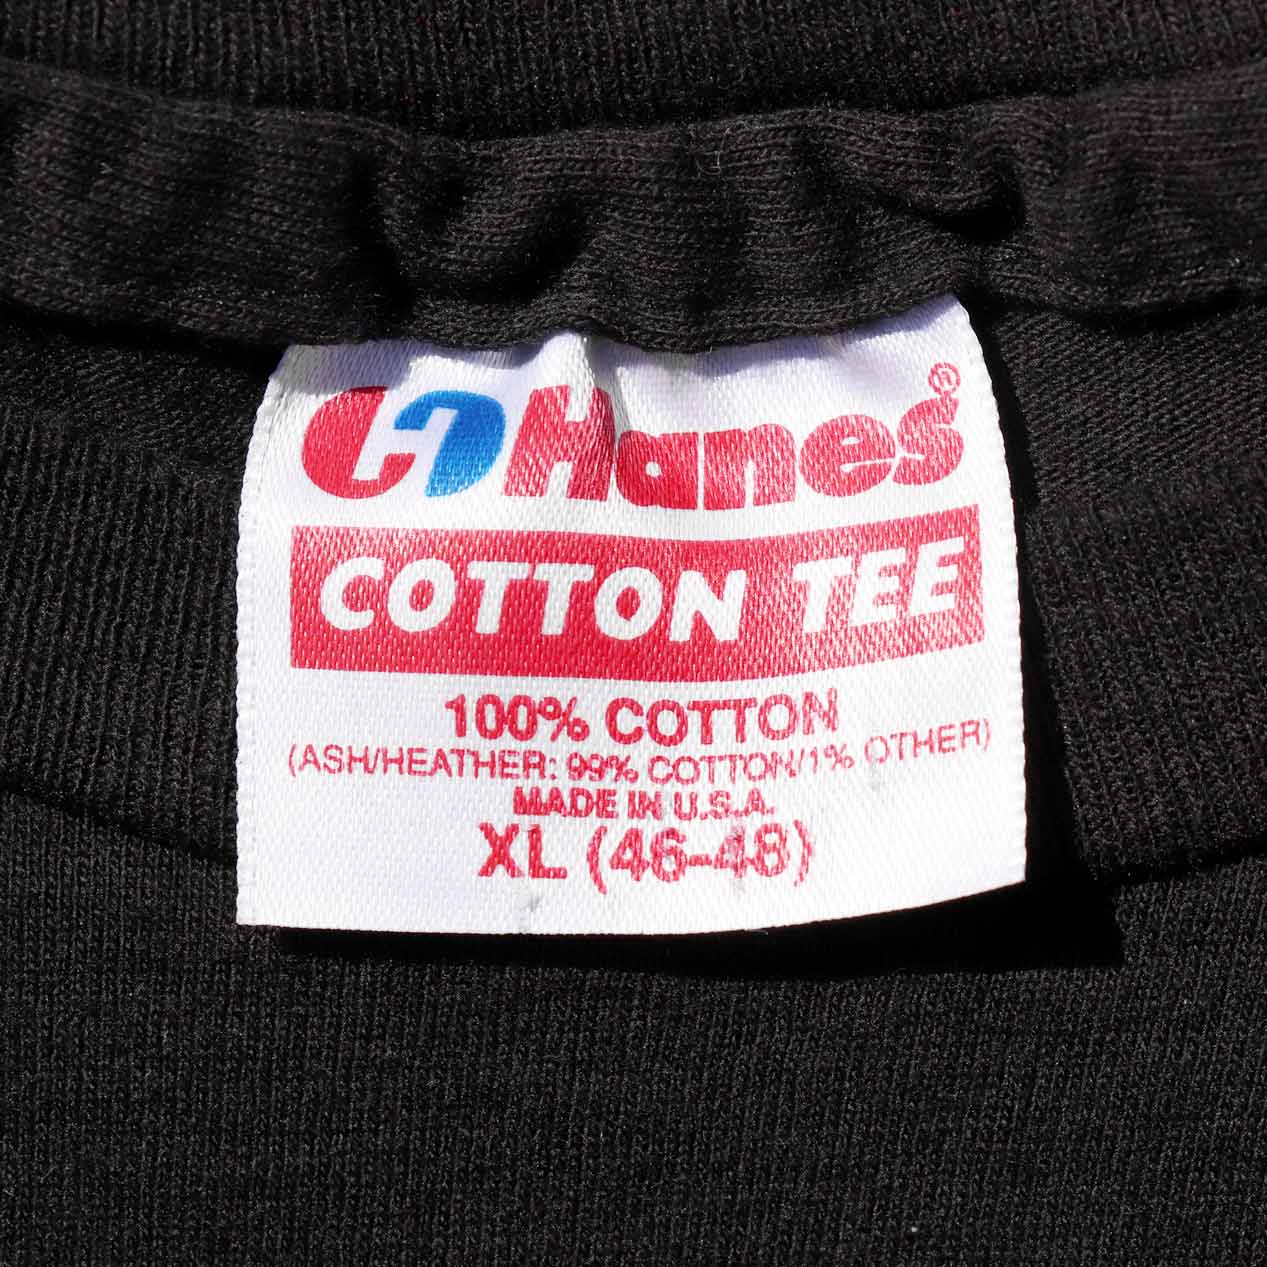 Hanes®
COTTON TEE
100% COTTON
(ASH/HEATHER: 99% COTTON/1% OTHER)
MADE IN U.S.A.
XL (46-48)